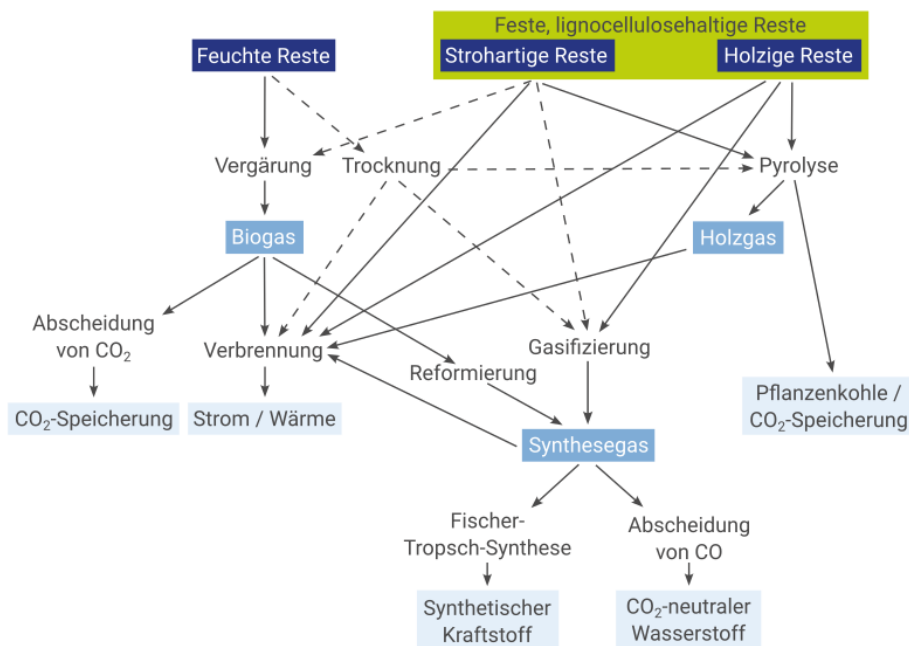 Feste, lignocellulosehaltige Reste
Feuchte Reste
Strohartige Reste
Holzige Reste
Vergärung
Trocknung
Pyrolyse
Biogas
Holzgas
Abscheidung
von CO₂
Verbrennung
Reformierung
Gasifizierung
CO₂-Speicherung
Strom / Wärme
Pflanzenkohle /
CO₂-Speicherung
Synthesegas
Fischer-
Tropsch-Synthese
Abscheidung
von CO
Synthetischer
Kraftstoff
CO₂-neutraler
Wasserstoff